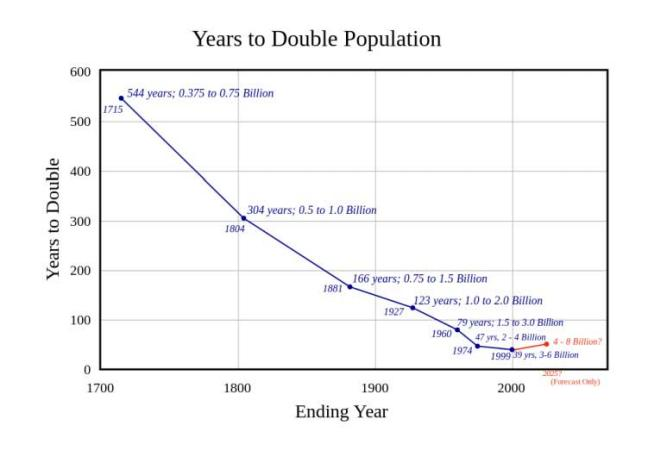 Years to Double Population
Years to Double
600
500
400
300
200
100
0
544 years; 0.375 to 0.75 Billion
1715
304 years; 0.5 to 1.0 Billion
1804
166 years; 0.75 to 1.5 Billion
1881
123 years; 1.0 to 2.0 Billion
1927
79 years; 1.5 to 3.0 Billion
1960
47 yrs, 2 - 4 Billion
1974
39 yrs, 3-6 Billion
1999
4 - 8 Billion?
2025?
(Forecast Only)
1700
1800
1900
2000
Ending Year